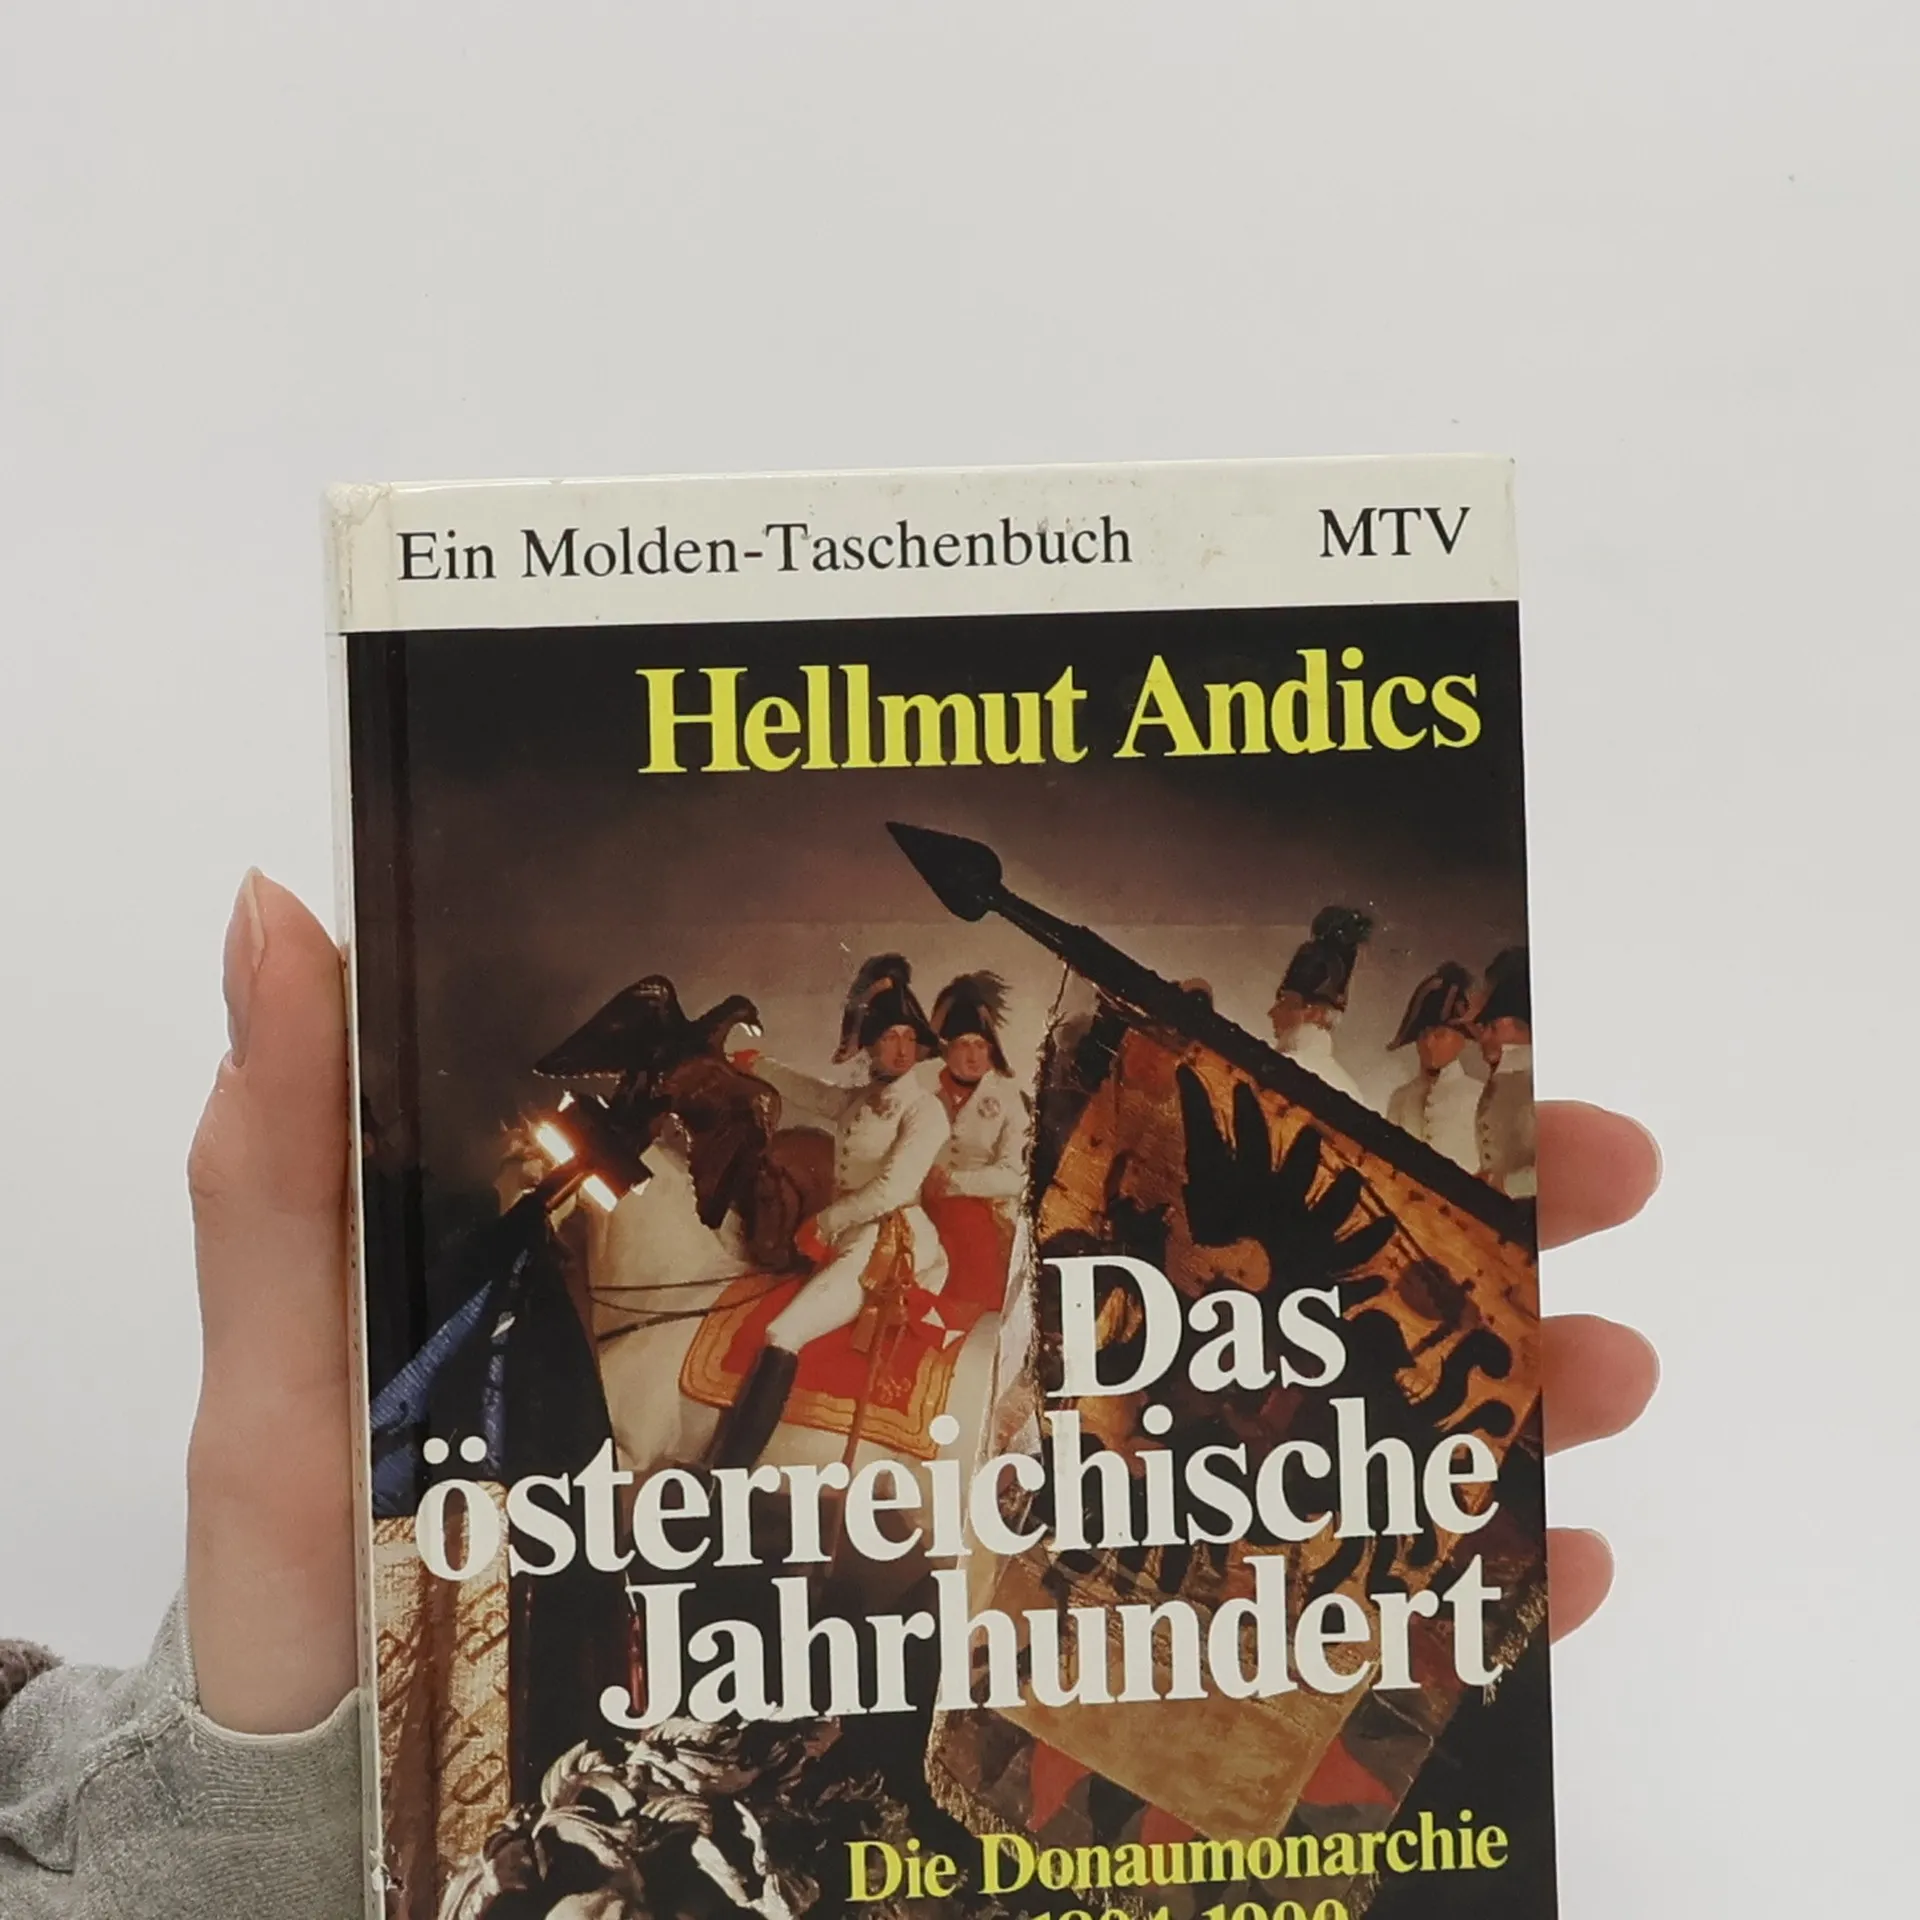 Ein Molden-Taschenbuch MTV
Hellmut Andics
Das
österreichische
Jahrhundert
Die Donaumonarchie